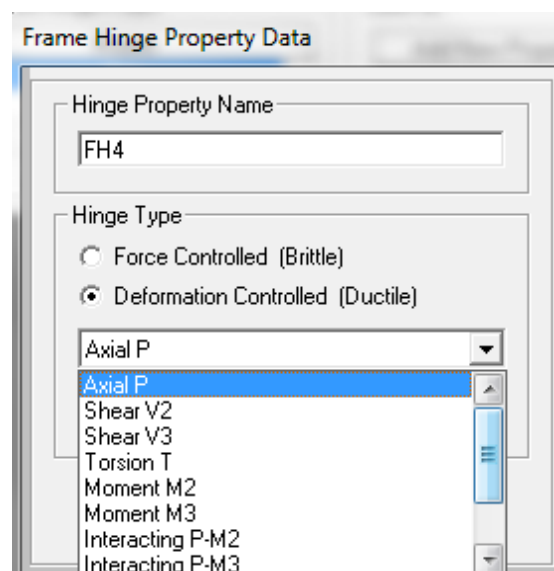 Frame Hinge Property Data
Hinge Property Name
FH4
Hinge Type
Force Controlled (Brittle)
Deformation Controlled (Ductile)
Axial P
Axial P
Shear V2
Shear V3
Torsion T
Moment M2
Moment M3
Interacting P-M2
Interacting P-M3